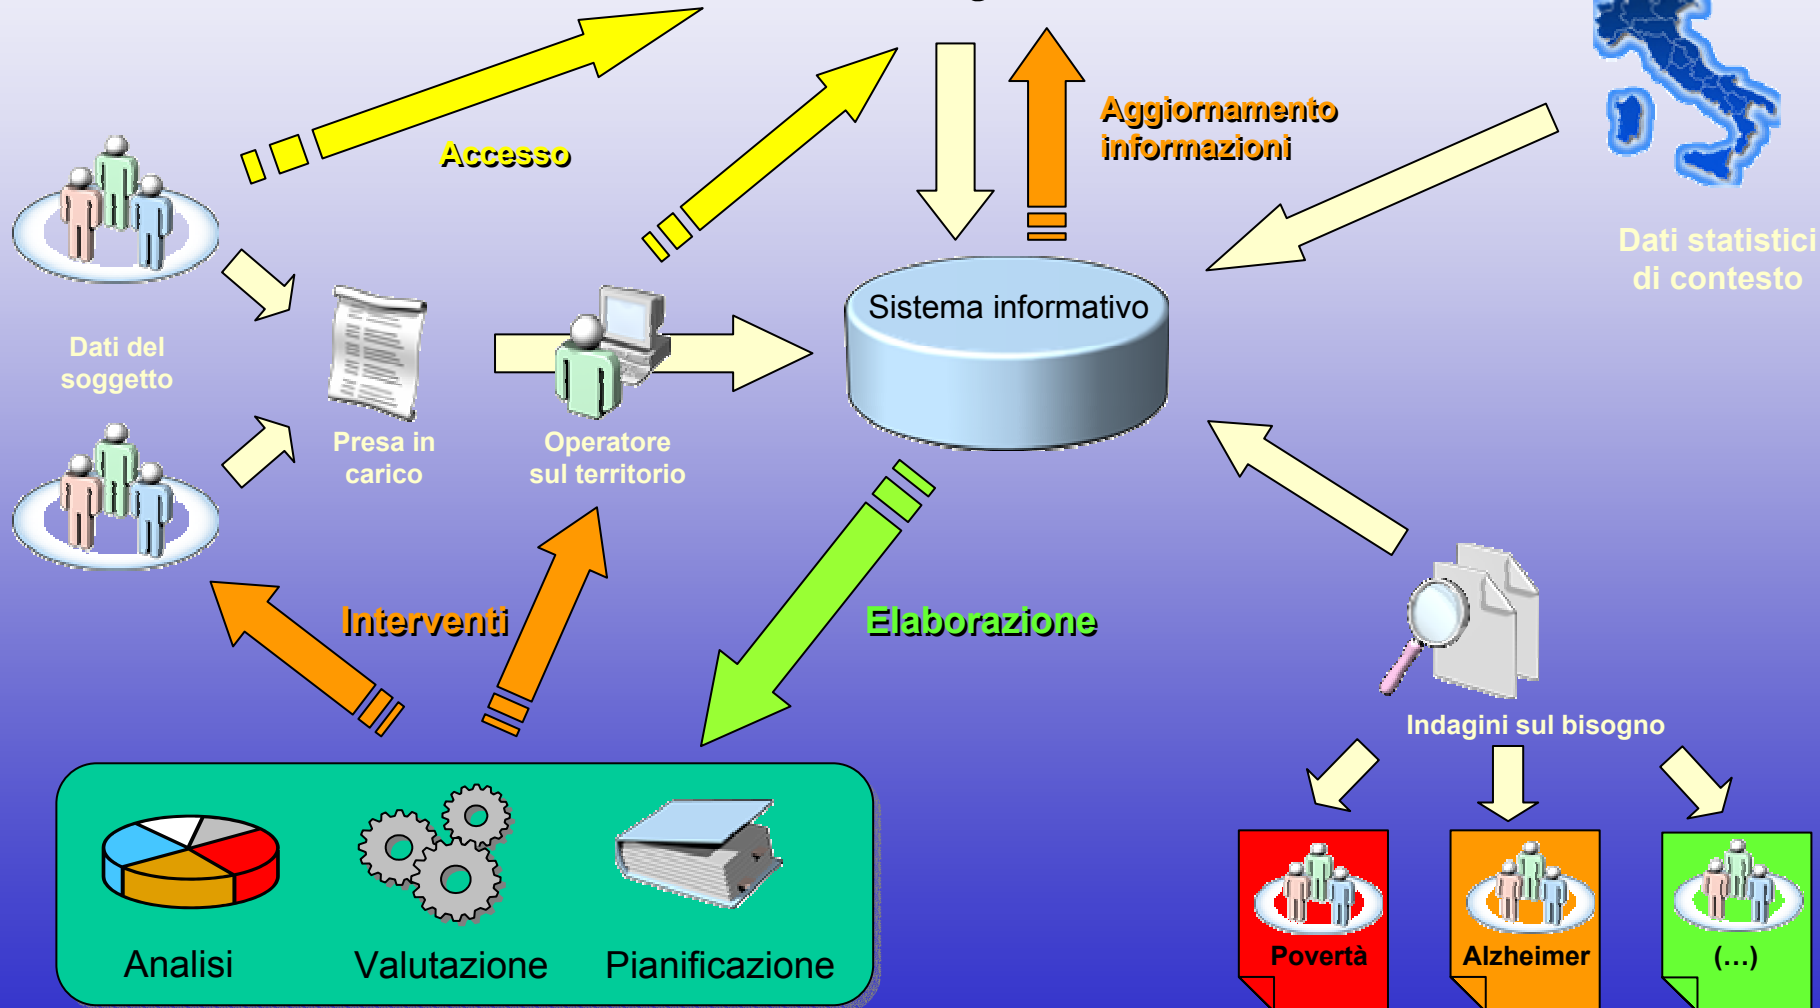 Accesso
Aggiornamento
informazioni
Dati statistici
di contesto
Sistema informativo
Dati del
soggetto
Presa in
carico
Operatore
sul territorio
Interventi
Elaborazione
Indagini sul bisogno
Analisi
Valutazione
Pianificazione
Povertà
Alzheimer
(...)